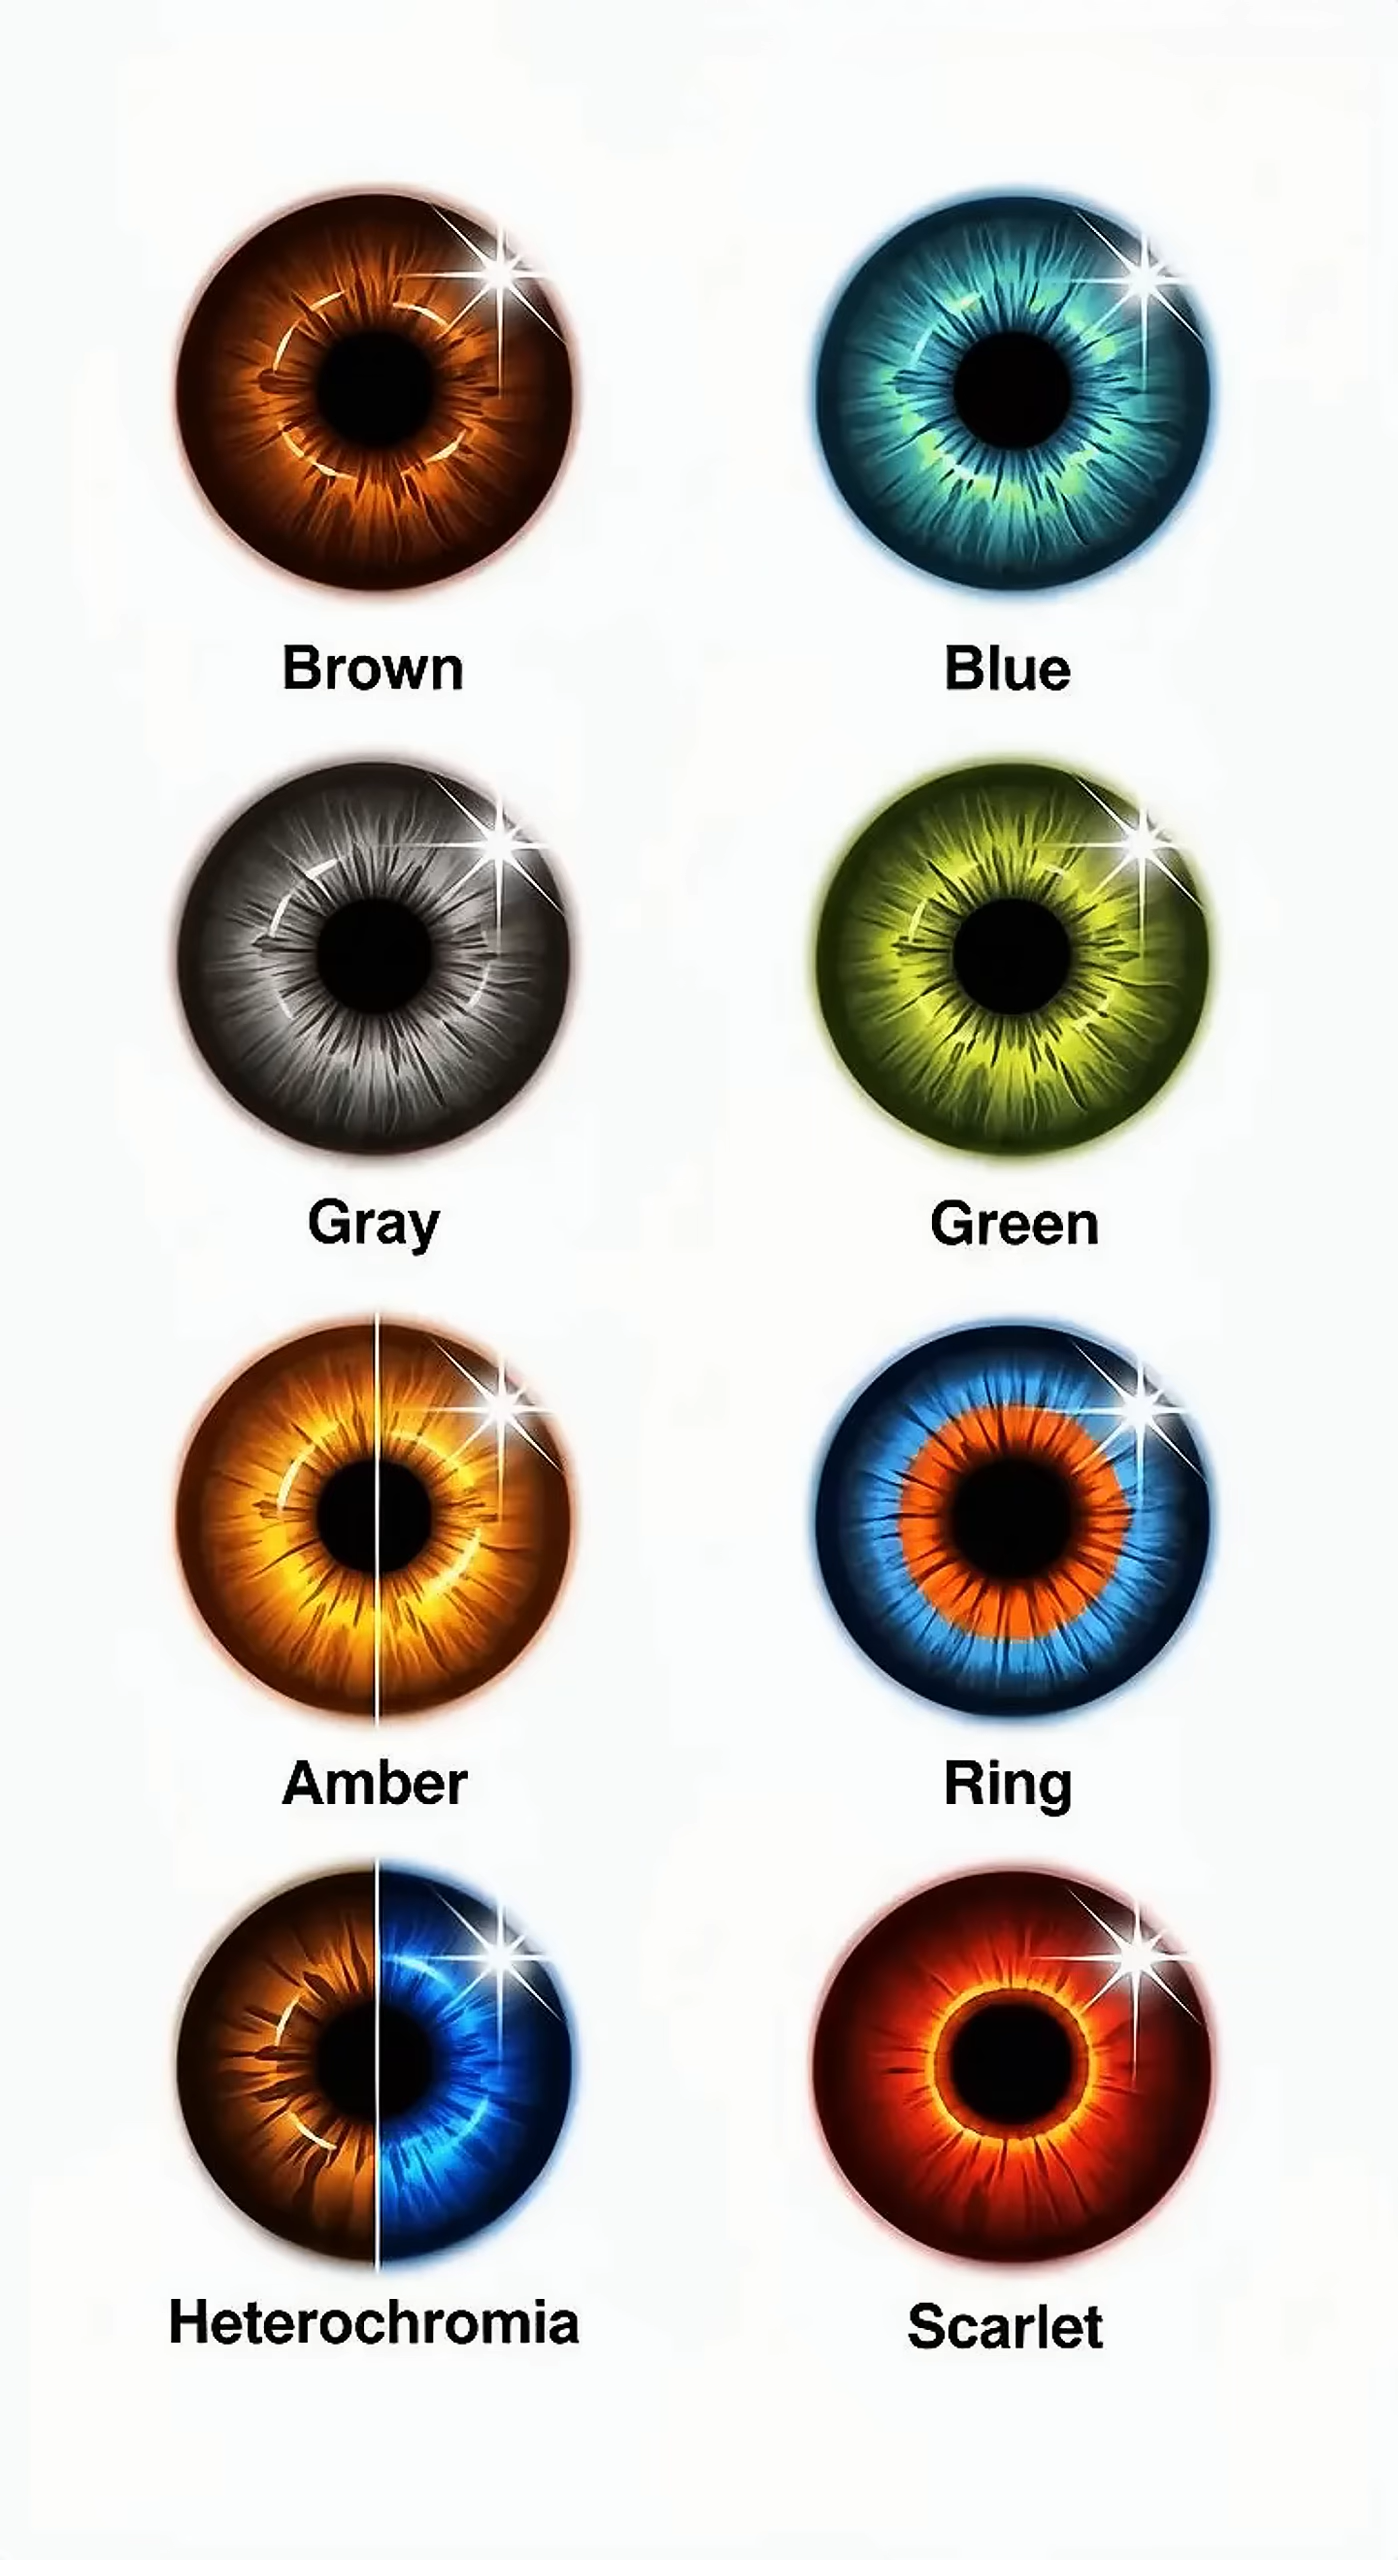 Brown
Blue
Gray
Green
Amber
Ring
Heterochromia
Scarlet